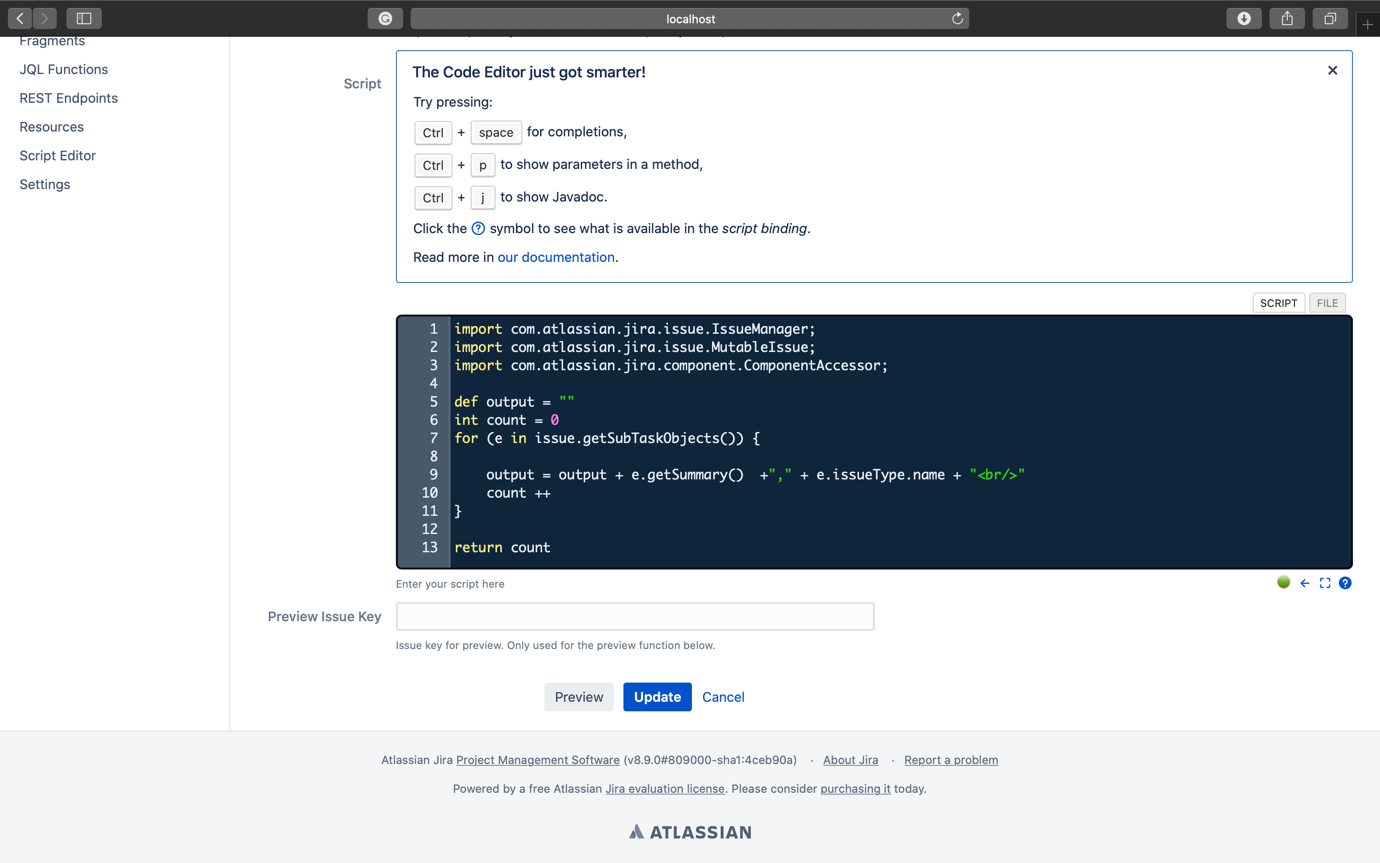 localhost
Fragments
JQL Functions
REST Endpoints
Resources
Script Editor
Settings
Script
The Code Editor just got smarter!
Try pressing:
Ctrl + space for completions,
Ctrl + p to show parameters in a method,
Ctrl + j to show Javadoc.
Click the ? symbol to see what is available in the script binding.
Read more in our documentation.
SCRIPT FILE
1 import com.atlassian.jira.issue.IssueManager;
2 import com.atlassian.jira.issue.MutableIssue;
3 import com.atlassian.jira.component.ComponentAccessor;
4
5 def output = ""
6 int count = 0
7 for (e in issue.getSubTaskObjects()) {
8
9     output = output + e.getSummary()  +"," + e.issueType.name + "<br/>"
10     count ++
11 }
12
13 return count
Enter your script here
Preview Issue Key
Issue key for preview. Only used for the preview function below.
Preview Update Cancel
Atlassian Jira Project Management Software (v8.9.0#809000-sha1:4ceb90a) · About Jira · Report a problem
Powered by a free Atlassian Jira evaluation license. Please consider purchasing it today.
ATLASSIAN